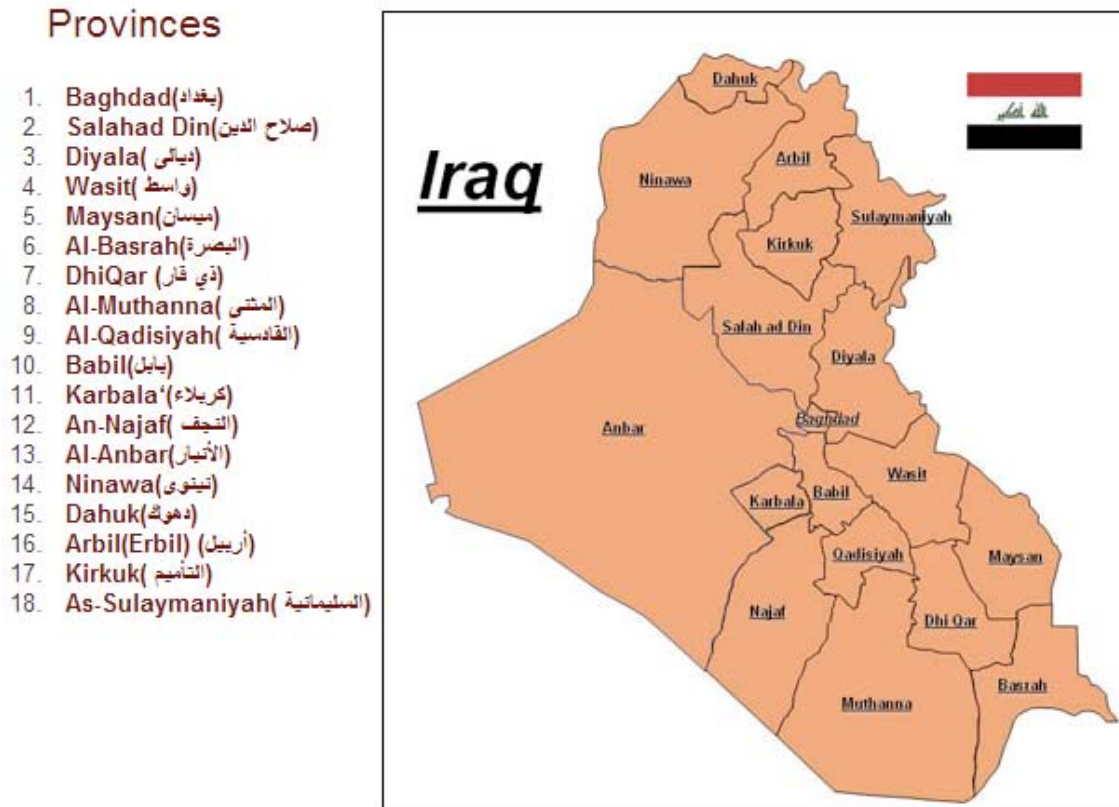 Provinces
1. Baghdad(بغداد)
2. Salahad Din(صلاح الدين)
3. Diyala( ديالى)
4. Wasit( واسط)
5. Maysan(ميسان)
6. Al-Basrah(البصرة)
7. DhiQar (ذي قار)
8. Al-Muthanna( المثنى)
9. Al-Qadisiyah( القادسية)
10. Babil(بابل)
11. Karbala‘(كربلاء)
12. An-Najaf( النجف)
13. Al-Anbar(الأنبار)
14. Ninawa(نينوى)
15. Dahuk(دهوك)
16. Arbil(Erbil) (أربيل)
17. Kirkuk( التأميم)
18. As-Sulaymaniyah( السليمانية)
Iraq
الله أكبر
Dahuk
Arbil
Ninawa
Sulaymaniyah
Kirkuk
Salah ad Din
Diyala
Baghdad
Anbar
Wasit
Babil
Karbala
Qadisiyah
Maysan
Najaf
Dhi Qar
Basrah
Muthanna